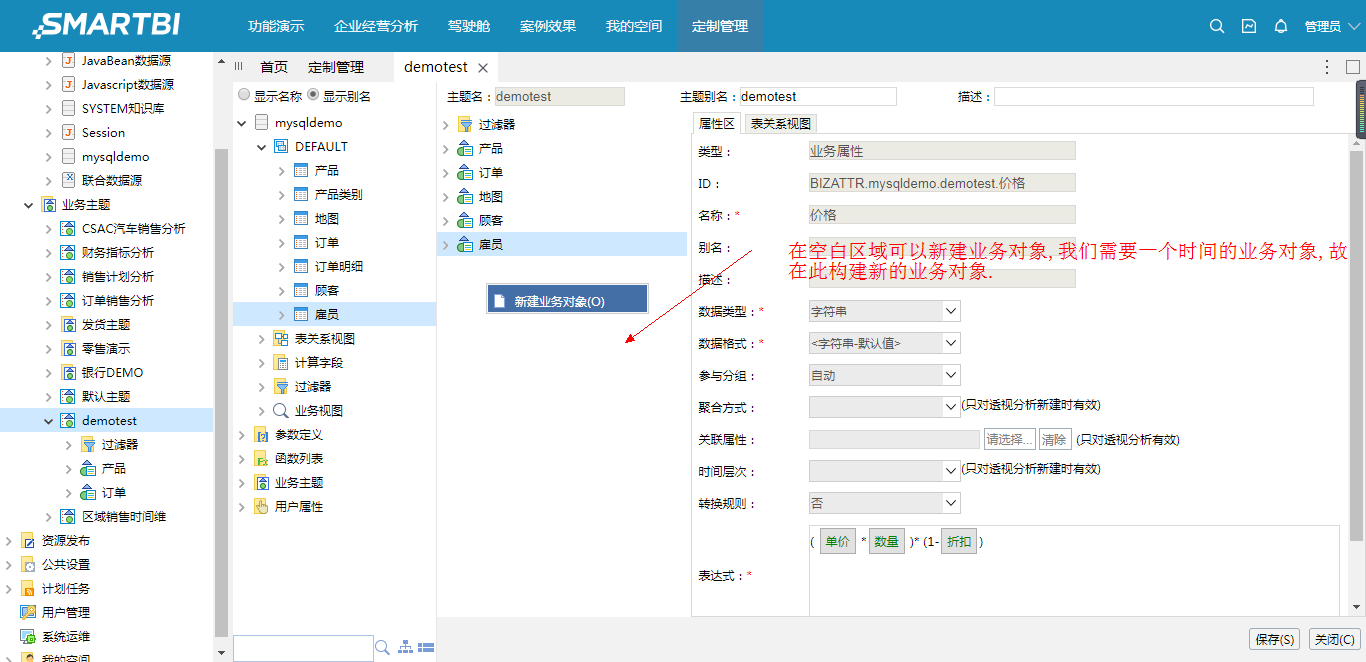 SMARTBI
功能演示 企业经营分析 驾驶舱 案例效果 我的空间 定制管理 管理员
JavaBean数据源
Javascript数据源
SYSTEM知识库
Session
mysqldemo
联合数据源
业务主题
CSAC汽车销售分析
财务指标分析
销售计划分析
订单销售分析
发货主题
零售演示
银行DEMO
默认主题
demotest
过滤器
产品
订单
区域销售时间维
资源发布
公共设置
计划任务
用户管理
系统运维
我的空间
首页 定制管理 demotest
显示名称 显示别名
mysqldemo
DEFAULT
产品
产品类别
地图
订单
订单明细
顾客
雇员
表关系视图
计算字段
过滤器
业务视图
参数定义
函数列表
业务主题
用户属性
主题名： demotest 主题别名： demotest 描述：
过滤器
产品
订单
地图
顾客
雇员
新建业务对象(O)
属性区 表关系视图
类型： 业务属性
ID： BIZATTR.mysqldemo.demotest.价格
名称：* 价格
别名：
在空白区域可以新建业务对象,我们需要一个时间的业务对象,故
在此构建新的业务对象.
描述：
数据类型：* 字符串
数据格式：* <字符串-默认值>
参与分组： 自动
聚合方式： (只对透视分析新建时有效)
关联属性： 请选择... 清除 (只对透视分析有效)
时间层次： (只对透视分析新建时有效)
转换规则： 否
( 单价 * 数量 )* (1- 折扣 )
表达式：*
保存(S) 关闭(C)